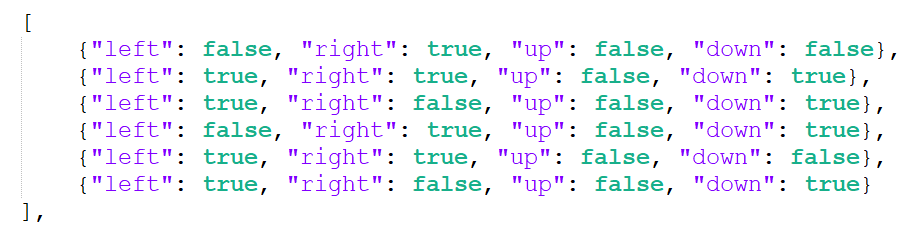 [
    {"left": false, "right": true, "up": false, "down": false},
    {"left": true, "right": true, "up": false, "down": true},
    {"left": true, "right": false, "up": false, "down": true},
    {"left": false, "right": true, "up": false, "down": true},
    {"left": true, "right": true, "up": false, "down": false},
    {"left": true, "right": false, "up": false, "down": true}
],